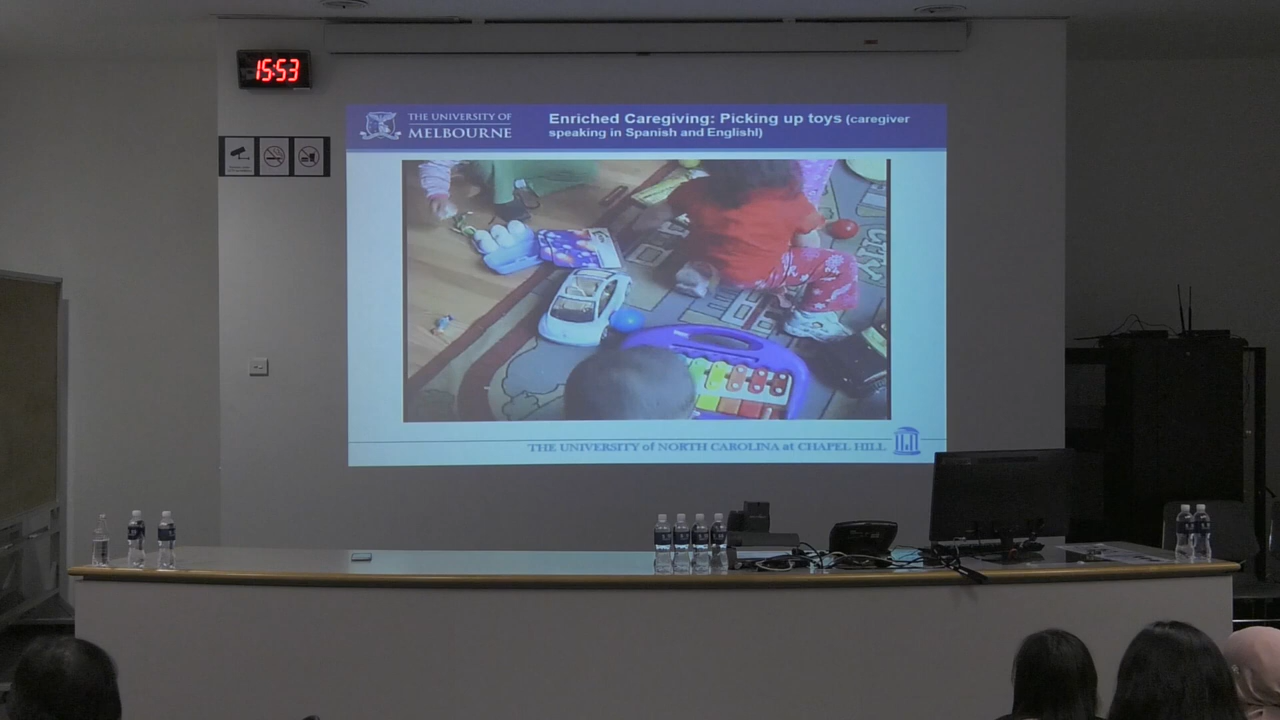 15:53
THE UNIVERSITY OF
MELBOURNE
Enriched Caregiving: Picking up toys (caregiver
speaking in Spanish and Englishl)
THE UNIVERSITY of NORTH CAROLINA at CHAPEL HILL